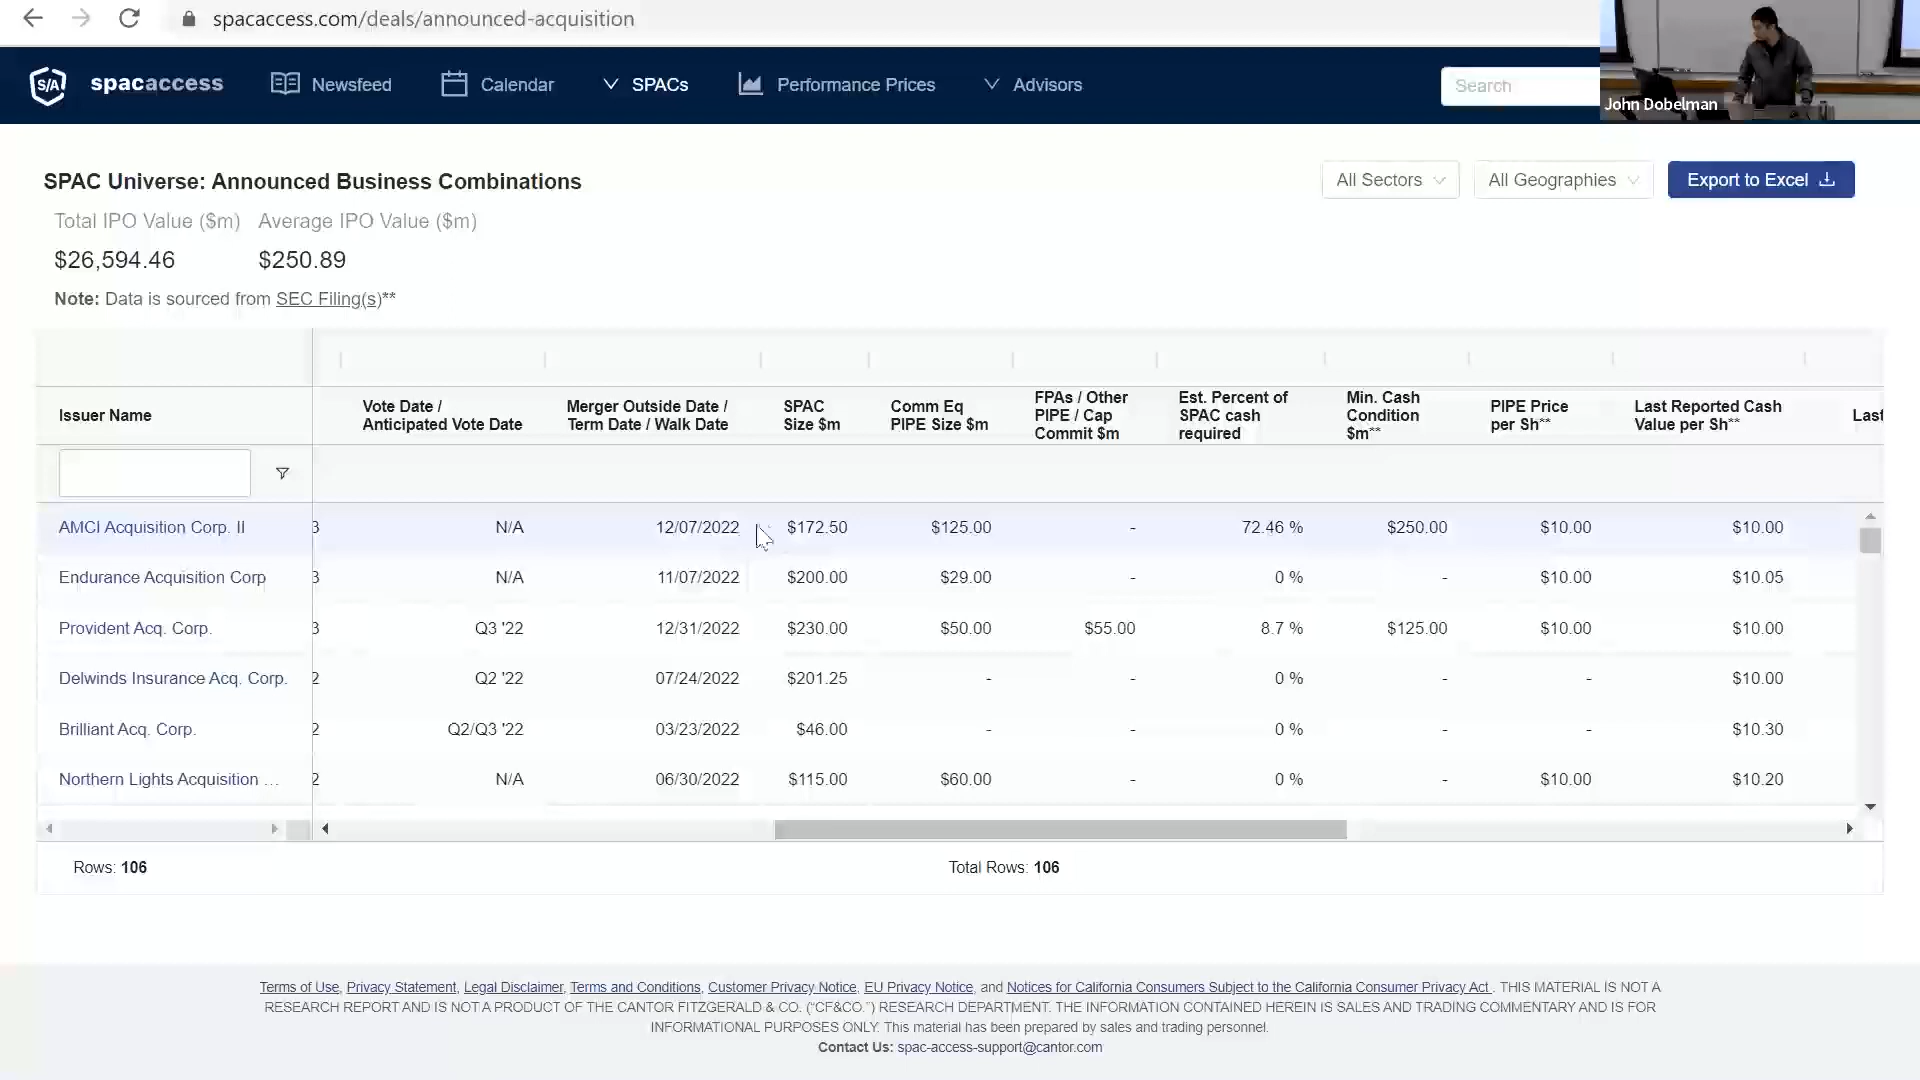 spacaccess.com/deals/announced-acquisition
S/A spacaccess Newsfeed Calendar SPACs Performance Prices Advisors Search
John Dobelman
SPAC Universe: Announced Business Combinations
All Sectors All Geographies Export to Excel
Total IPO Value ($m) Average IPO Value ($m)
$26,594.46 $250.89
Note: Data is sourced from SEC Filing(s)**
Issuer Name Vote Date / Anticipated Vote Date Merger Outside Date / Term Date / Walk Date SPAC Size $m Comm Eq PIPE Size $m FPAs / Other PIPE / Cap Commit $m Est. Percent of SPAC cash required Min. Cash Condition $m** PIPE Price per Sh** Last Reported Cash Value per Sh** Last
AMCI Acquisition Corp. II 3 N/A 12/07/2022 $172.50 $125.00 - 72.46 % $250.00 $10.00 $10.00
Endurance Acquisition Corp 3 N/A 11/07/2022 $200.00 $29.00 - 0 % - $10.00 $10.05
Provident Acq. Corp. 3 Q3 '22 12/31/2022 $230.00 $50.00 $55.00 8.7 % $125.00 $10.00 $10.00
Delwinds Insurance Acq. Corp. 2 Q2 '22 07/24/2022 $201.25 - - 0 % - - $10.00
Brilliant Acq. Corp. 2 Q2/Q3 '22 03/23/2022 $46.00 - - 0 % - - $10.30
Northern Lights Acquisition ... 2 N/A 06/30/2022 $115.00 $60.00 - 0 % - $10.00 $10.20
Rows: 106 Total Rows: 106
Terms of Use, Privacy Statement, Legal Disclaimer, Terms and Conditions, Customer Privacy Notice, EU Privacy Notice, and Notices for California Consumers Subject to the California Consumer Privacy Act . THIS MATERIAL IS NOT A
RESEARCH REPORT AND IS NOT A PRODUCT OF THE CANTOR FITZGERALD & CO. ("CF&CO.") RESEARCH DEPARTMENT. THE INFORMATION CONTAINED HEREIN IS SALES AND TRADING COMMENTARY AND IS FOR
INFORMATIONAL PURPOSES ONLY. This material has been prepared by sales and trading personnel.
Contact Us: spac-access-support@cantor.com